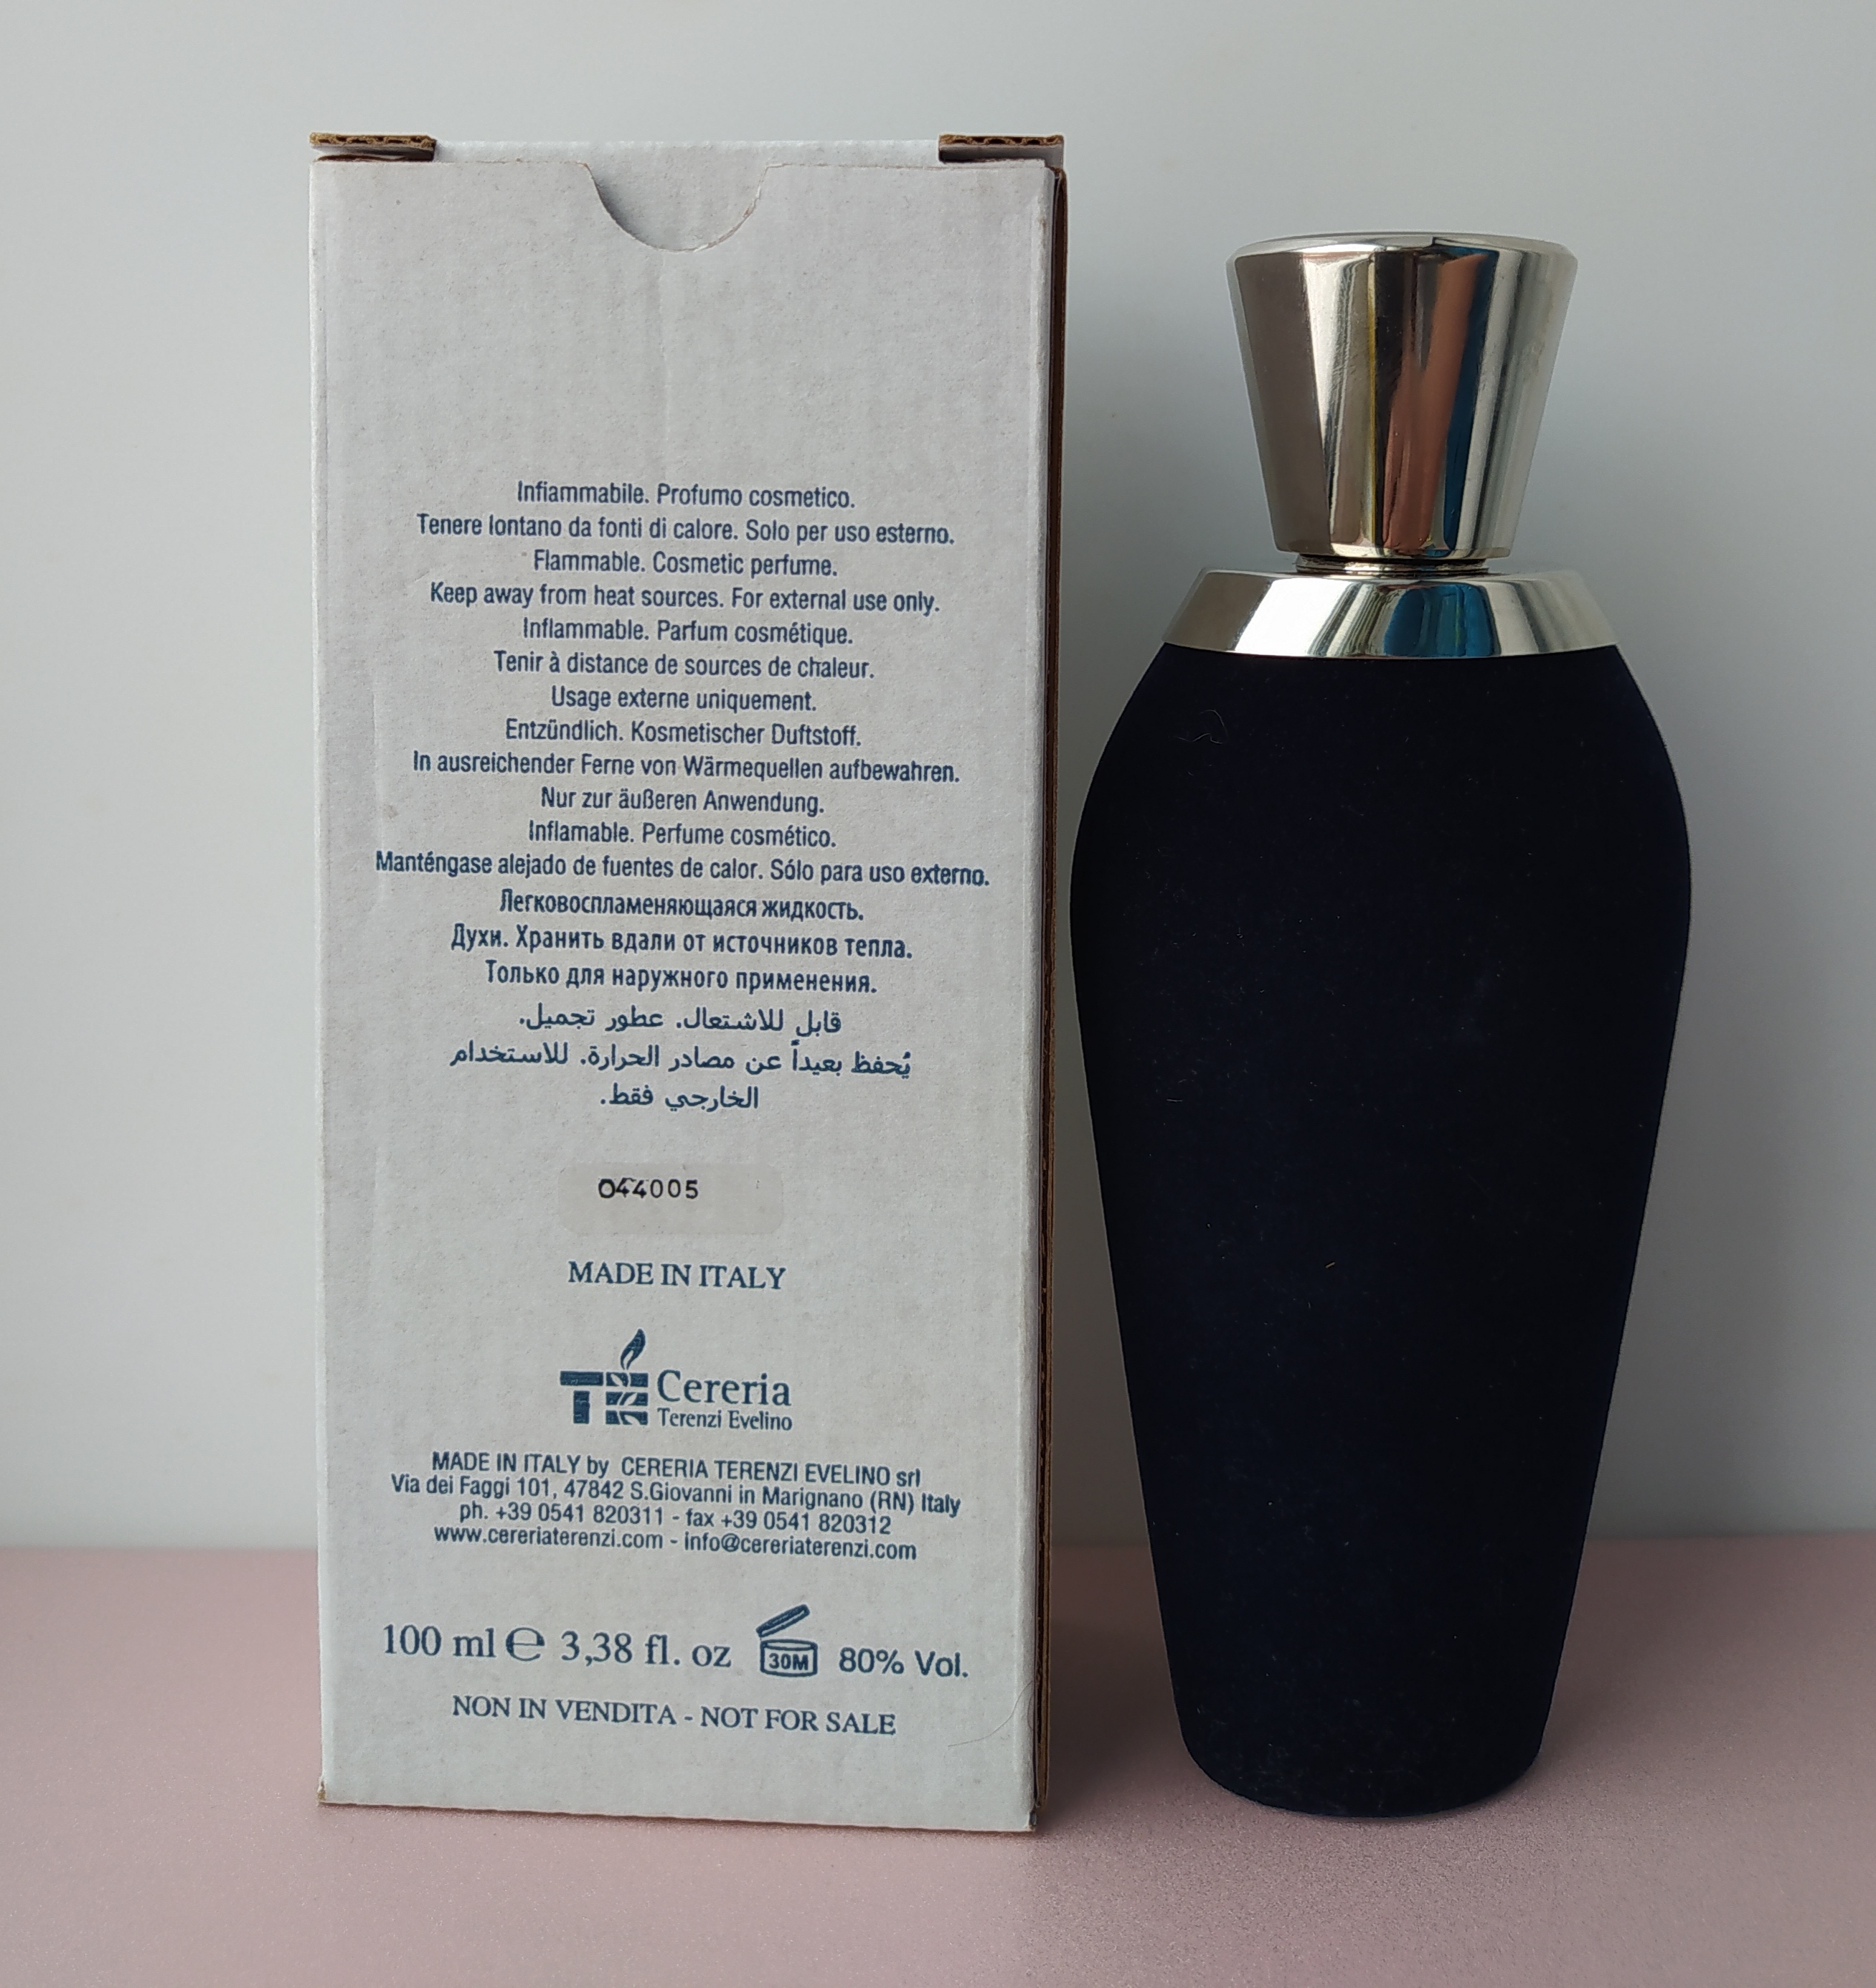 Infiammabile. Profumo cosmetico.
Tenere lontano da fonti di calore. Solo per uso esterno.
Flammable. Cosmetic perfume.
Keep away from heat sources. For external use only.
Inflammable. Parfum cosmétique.
Tenir à distance de sources de chaleur.
Usage externe uniquement.
Entzündlich. Kosmetischer Duftstoff.
In ausreichender Ferne von Wärmequellen aufbewahren.
Nur zur äußeren Anwendung.
Inflamable. Perfume cosmético.
Manténgase alejado de fuentes de calor. Sólo para uso externo.
Легковоспламеняющаяся жидкость.
Духи. Хранить вдали от источников тепла.
Только для наружного применения.
قابل للاشتعال. عطور تجميل.
يُحفظ بعيداً عن مصادر الحرارة. للاستخدام
الخارجي فقط.
044005
MADE IN ITALY
TE Cereria
Terenzi Evelino
MADE IN ITALY by CERERIA TERENZI EVELINO srl
Via dei Faggi 101, 47842 S.Giovanni in Marignano (RN) Italy
ph. +39 0541 820311 - fax +39 0541 820312
www.cereriaterenzi.com - info@cereriaterenzi.com
100 ml ℮ 3,38 fl. oz 30M 80% Vol.
NON IN VENDITA - NOT FOR SALE